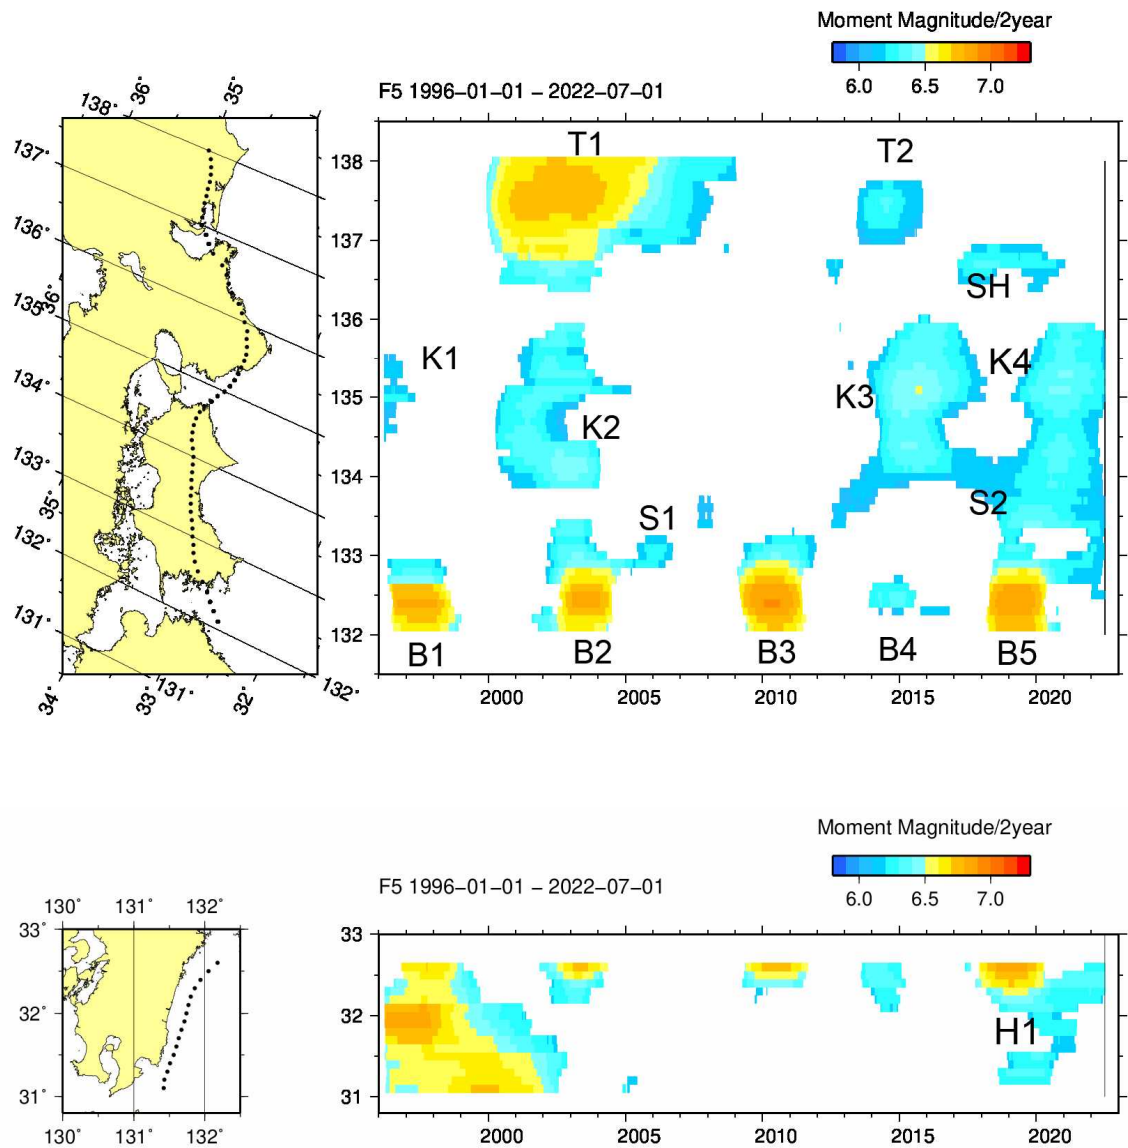 Moment Magnitude/2year
6.0 6.5 7.0
F5 1996-01-01 - 2022-07-01
36° 35°
138°
137°
136°
36°
135°
134°
133°
35°
132°
131°
34° 33° 131° 32° 132°
138
137
136
135
134
133
132
T1 T2
SH
K1 K4
K3
K2
S2
S1
B1 B2 B3 B4 B5
2000 2005 2010 2015 2020
Moment Magnitude/2year
6.0 6.5 7.0
F5 1996-01-01 - 2022-07-01
130° 131° 132°
33°
32°
31°
130° 131° 132°
33
32
31
H1
2000 2005 2010 2015 2020